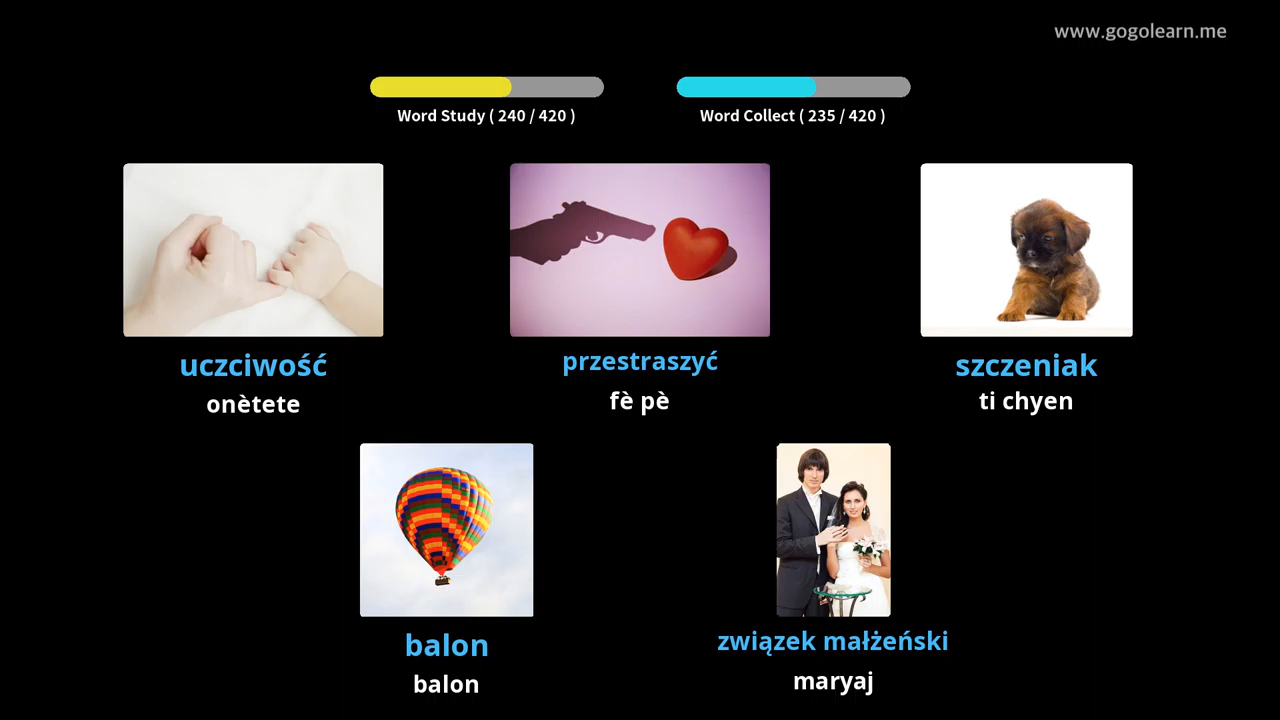 www.gogolearn.me
Word Study ( 240 / 420 )
Word Collect ( 235 / 420 )
uczciwość
onètete
przestraszyć
fè pè
szczeniak
ti chyen
balon
balon
związek małżeński
maryaj